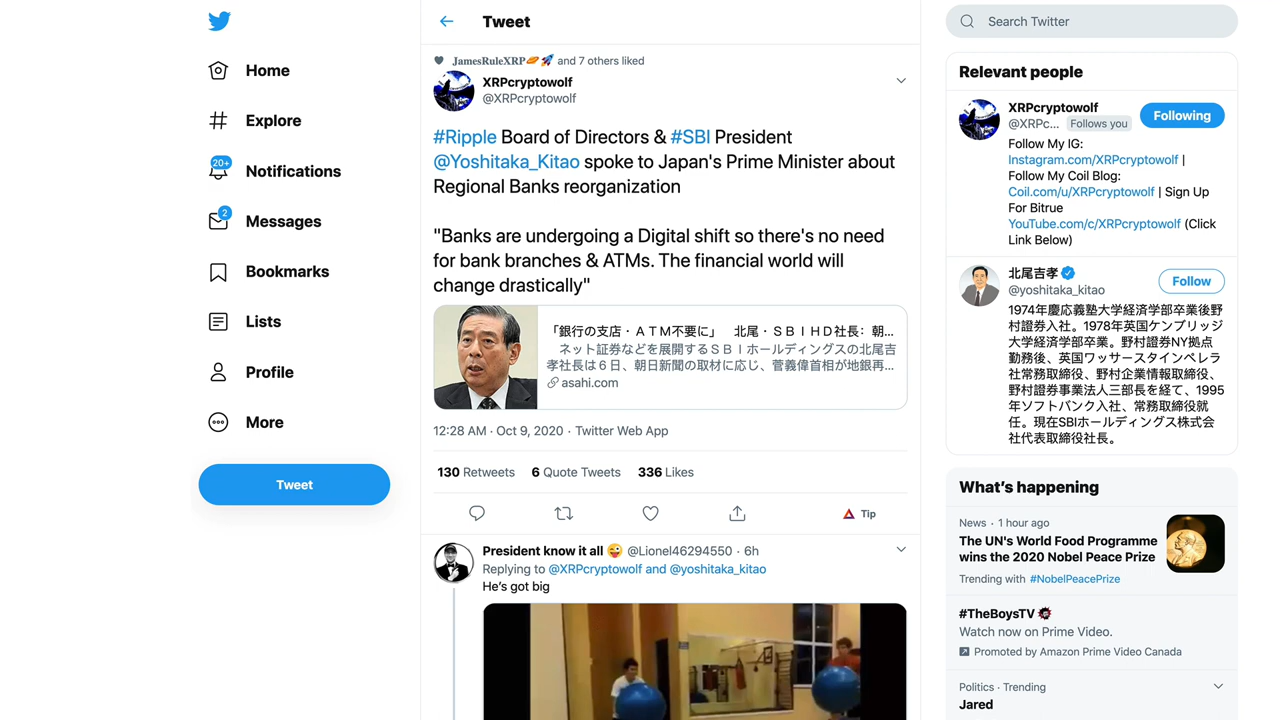 Home
Explore
20+
Notifications
2
Messages
Bookmarks
Lists
Profile
More
Tweet
Tweet
JamesRuleXRP and 7 others liked
XRPcryptowolf
@XRPcryptowolf
#Ripple Board of Directors & #SBI President
@Yoshitaka_Kitao spoke to Japan's Prime Minister about
Regional Banks reorganization
"Banks are undergoing a Digital shift so there's no need
for bank branches & ATMs. The financial world will
change drastically"
「銀行の支店・ＡＴＭ不要に」　北尾・ＳＢＩＨＤ社長：朝...
ネット証券などを展開するＳＢＩホールディングスの北尾吉
孝社長は６日、朝日新聞の取材に応じ、菅義偉首相が地銀再...
asahi.com
12:28 AM · Oct 9, 2020 · Twitter Web App
130 Retweets 6 Quote Tweets 336 Likes
Tip
President know it all @Lionel46294550 · 6h
Replying to @XRPcryptowolf and @yoshitaka_kitao
He's got big
Search Twitter
Relevant people
XRPcryptowolf
@XRPc... Follows you
Following
Follow My IG:
Instagram.com/XRPcryptowolf |
Follow My Coil Blog:
Coil.com/u/XRPcryptowolf | Sign Up
For Bitrue
YouTube.com/c/XRPcryptowolf (Click
Link Below)
北尾吉孝
@yoshitaka_kitao
Follow
1974年慶応義塾大学経済学部卒業後野
村證券入社。1978年英国ケンブリッジ
大学経済学部卒業。野村證券NY拠点
勤務後、英国ワッサースタインペレラ
社常務取締役、野村企業情報取締役、
野村證券事業法人三部長を経て、1995
年ソフトバンク入社、常務取締役就
任。現在SBIホールディングス株式会
社代表取締役社長。
What's happening
News · 1 hour ago
The UN's World Food Programme
wins the 2020 Nobel Peace Prize
Trending with #NobelPeacePrize
#TheBoysTV
Watch now on Prime Video.
Promoted by Amazon Prime Video Canada
Politics · Trending
Jared